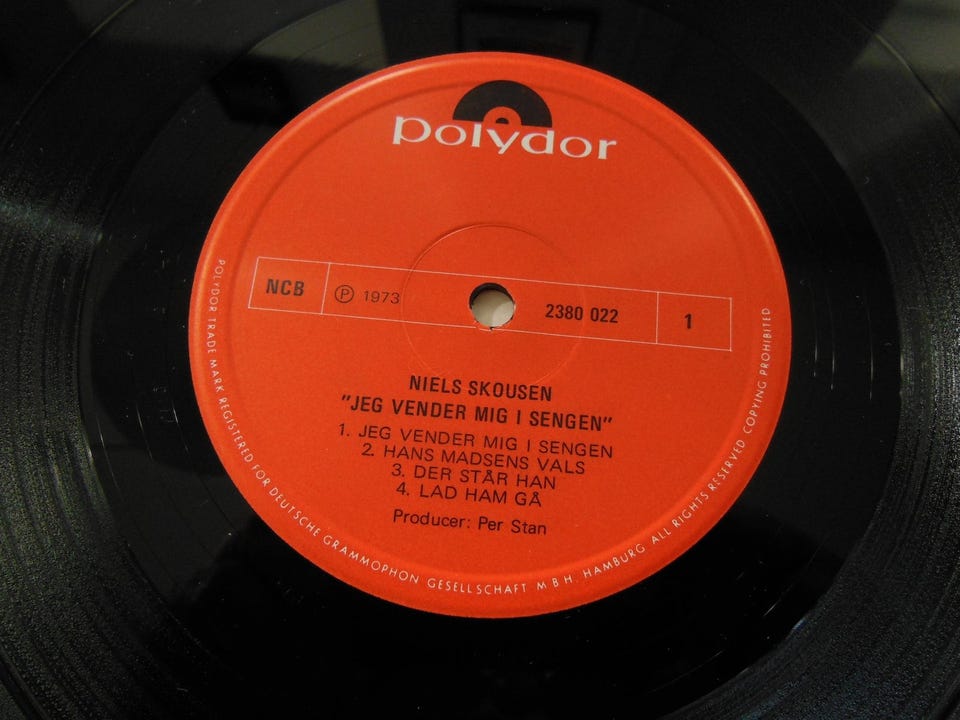 polydor
NCB ℗ 1973 2380 022 1
NIELS SKOUSEN
"JEG VENDER MIG I SENGEN"
1. JEG VENDER MIG I SENGEN
2. HANS MADSENS VALS
3. DER STÅR HAN
4. LAD HAM GÅ
Producer: Per Stan
POLYDOR TRADE MARK REGISTERED FOR DEUTSCHE GRAMMOPHON GESELLSCHAFT M B H. HAMBURG ALL RIGHTS RESERVED COPYING PROHIBITED